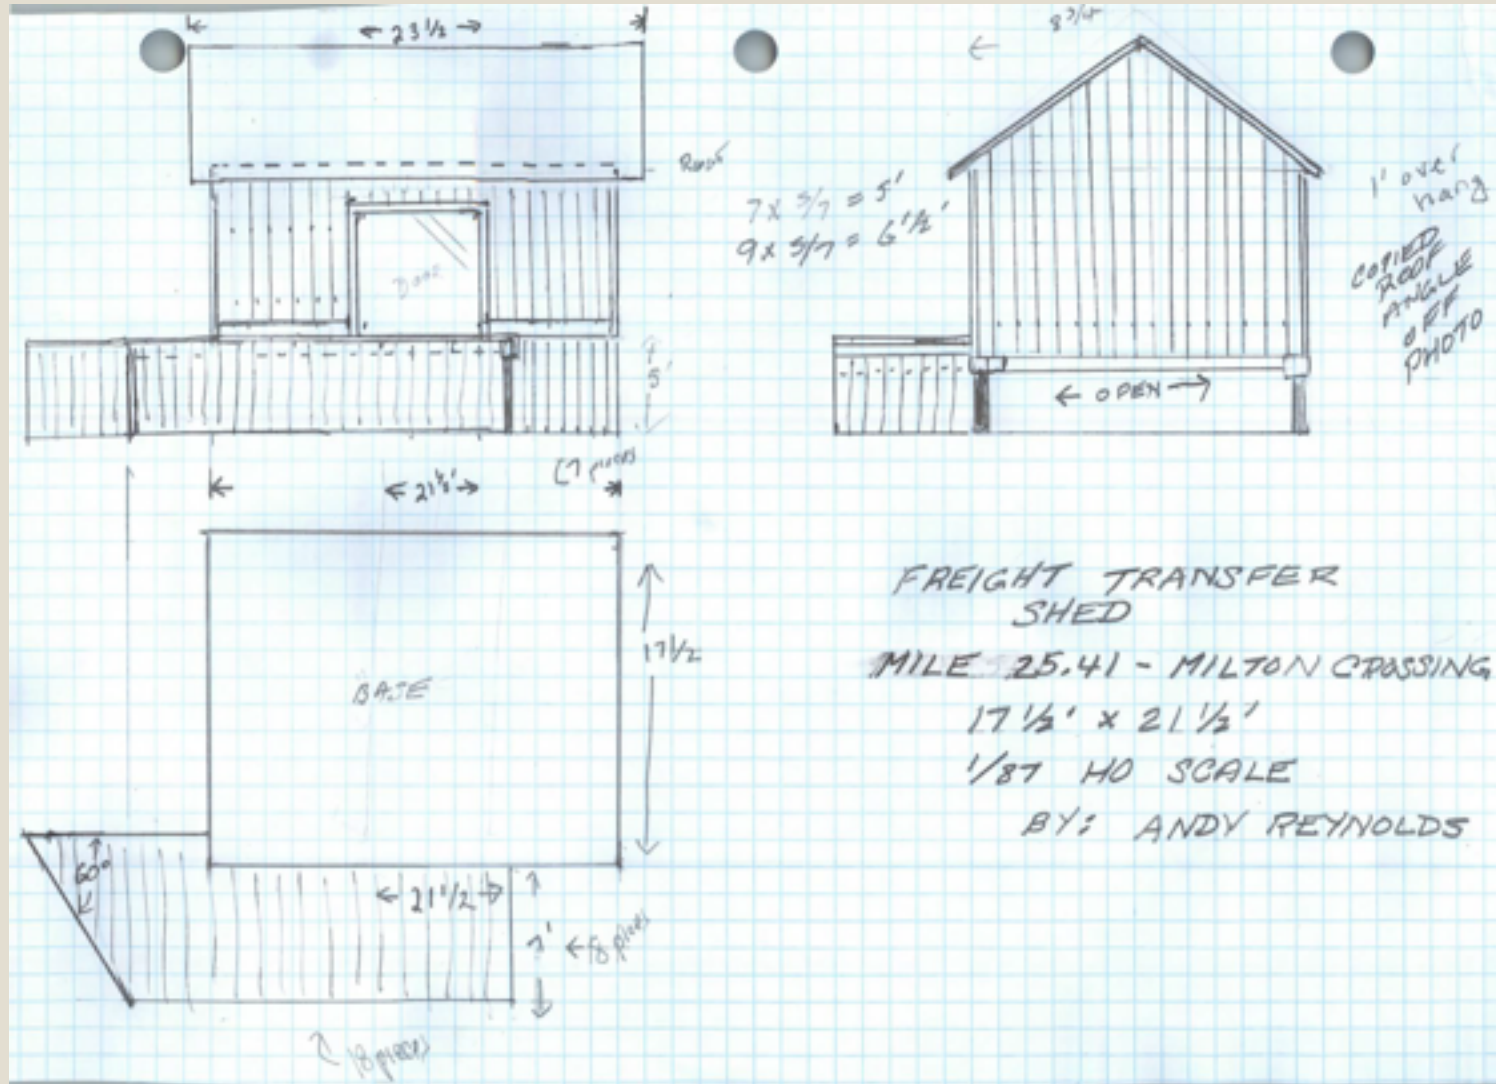 ← 23 1/2 →
← 8 3/4
Roof
7 x 5/7 = 5'
9 x 5/7 = 6 1/2'
1' over
hang
COPIED
ROOF
ANGLE
OFF
PHOTO
DOOR
5'
← OPEN →
← 21 1/2' →
17 1/2
BASE
FREIGHT TRANSFER
SHED
MILE 25.41 - MILTON CROSSING
17 1/2' x 21 1/2'
1/87 HO SCALE
BY: ANDY REYNOLDS
60°
← 21 1/2 →
7'
18 pieces